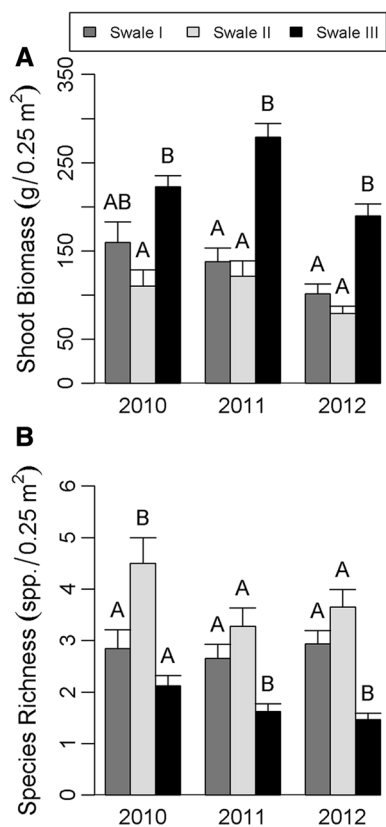 Swale I Swale II Swale III
A
Shoot Biomass (g/0.25 m²)
350
250
150
50
0
AB A B
A A B
A A B
2010 2011 2012
B
Species Richness (spp./0.25 m²)
6
5
4
3
2
1
0
A B A
A A B
A A B
2010 2011 2012